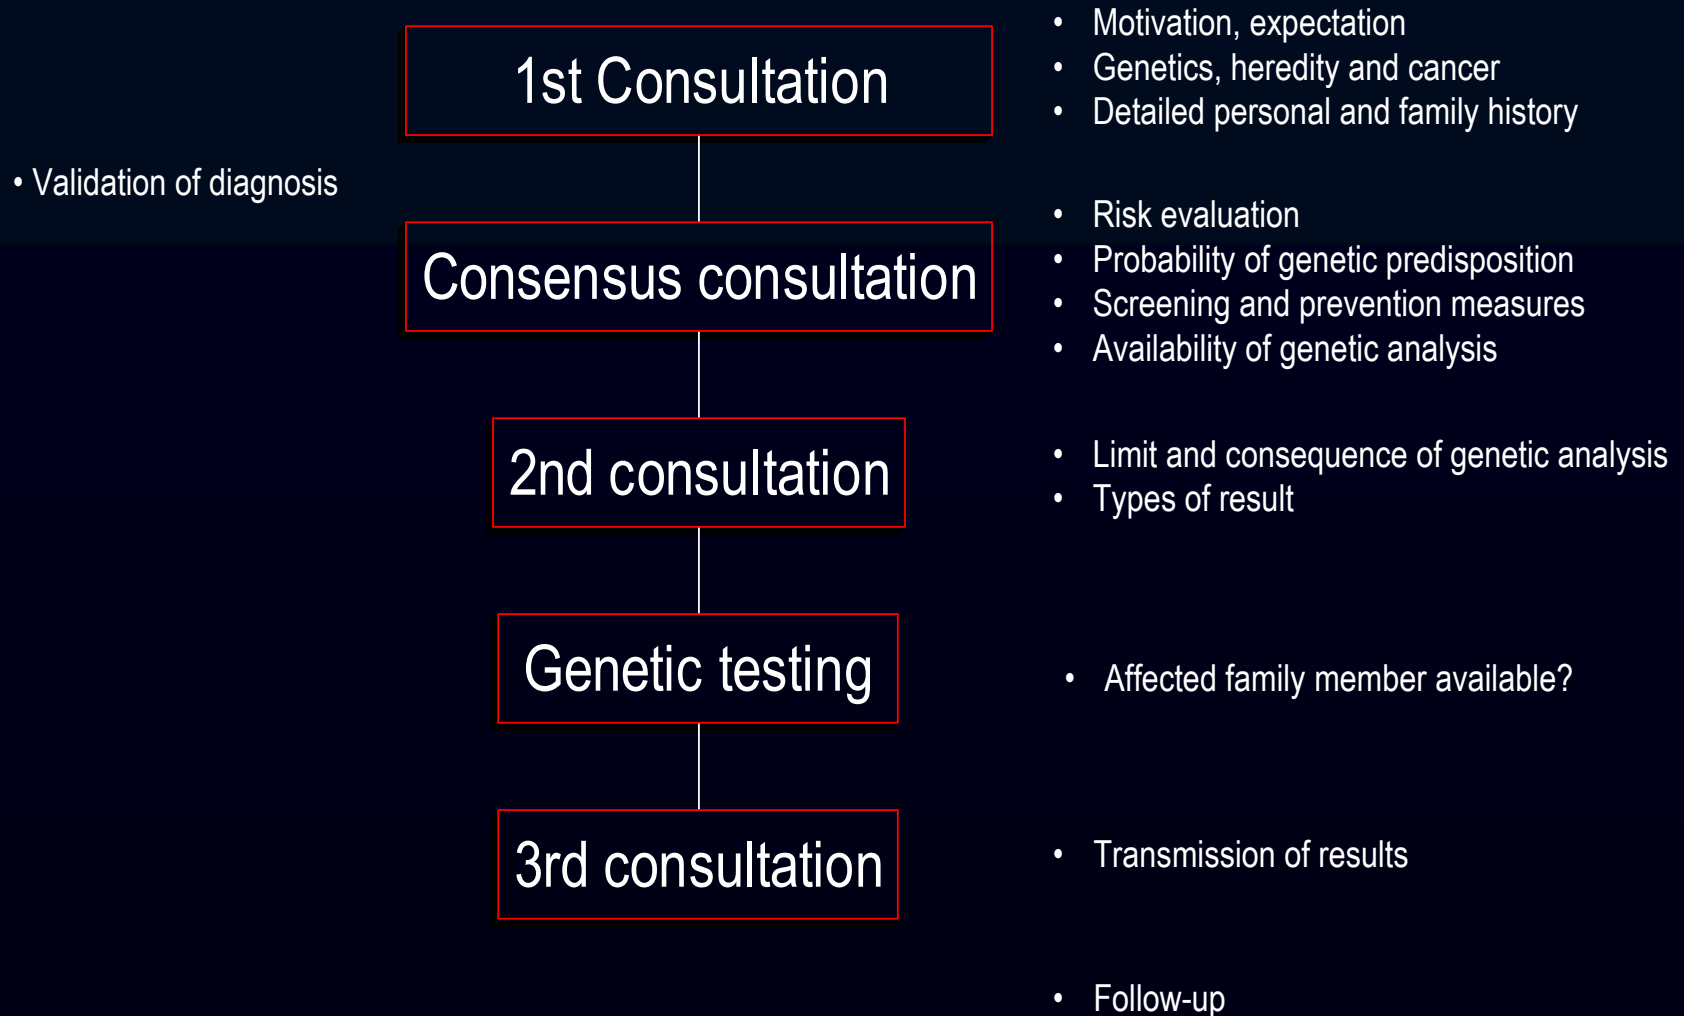 1st Consultation
• Motivation, expectation
• Genetics, heredity and cancer
• Detailed personal and family history
• Validation of diagnosis
Consensus consultation
• Risk evaluation
• Probability of genetic predisposition
• Screening and prevention measures
• Availability of genetic analysis
2nd consultation
• Limit and consequence of genetic analysis
• Types of result
Genetic testing
• Affected family member available?
3rd consultation
• Transmission of results
• Follow-up